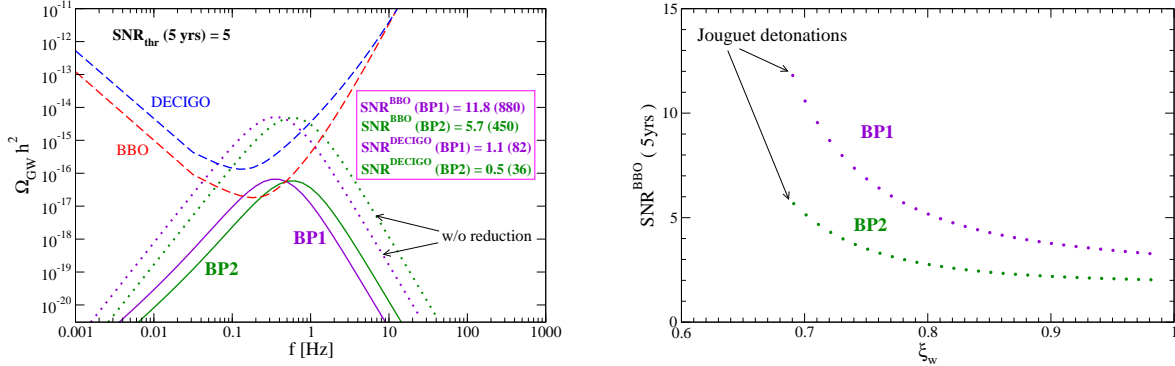 10^-11
10^-12
10^-13
10^-14
10^-15
10^-16
10^-17
10^-18
10^-19
10^-20
Ω_GW h^2
SNR_thr (5 yrs) = 5
DECIGO
BBO
SNR^BBO (BP1) = 11.8 (880)
SNR^BBO (BP2) = 5.7 (450)
SNR^DECIGO (BP1) = 1.1 (82)
SNR^DECIGO (BP2) = 0.5 (36)
w/o reduction
BP1
BP2
0.001 0.01 0.1 1 10 100 1000
f [Hz]
15
10
5
0
SNR^BBO (5yrs)
Jouguet detonations
BP1
BP2
0.6 0.7 0.8 0.9 1
ξ_w